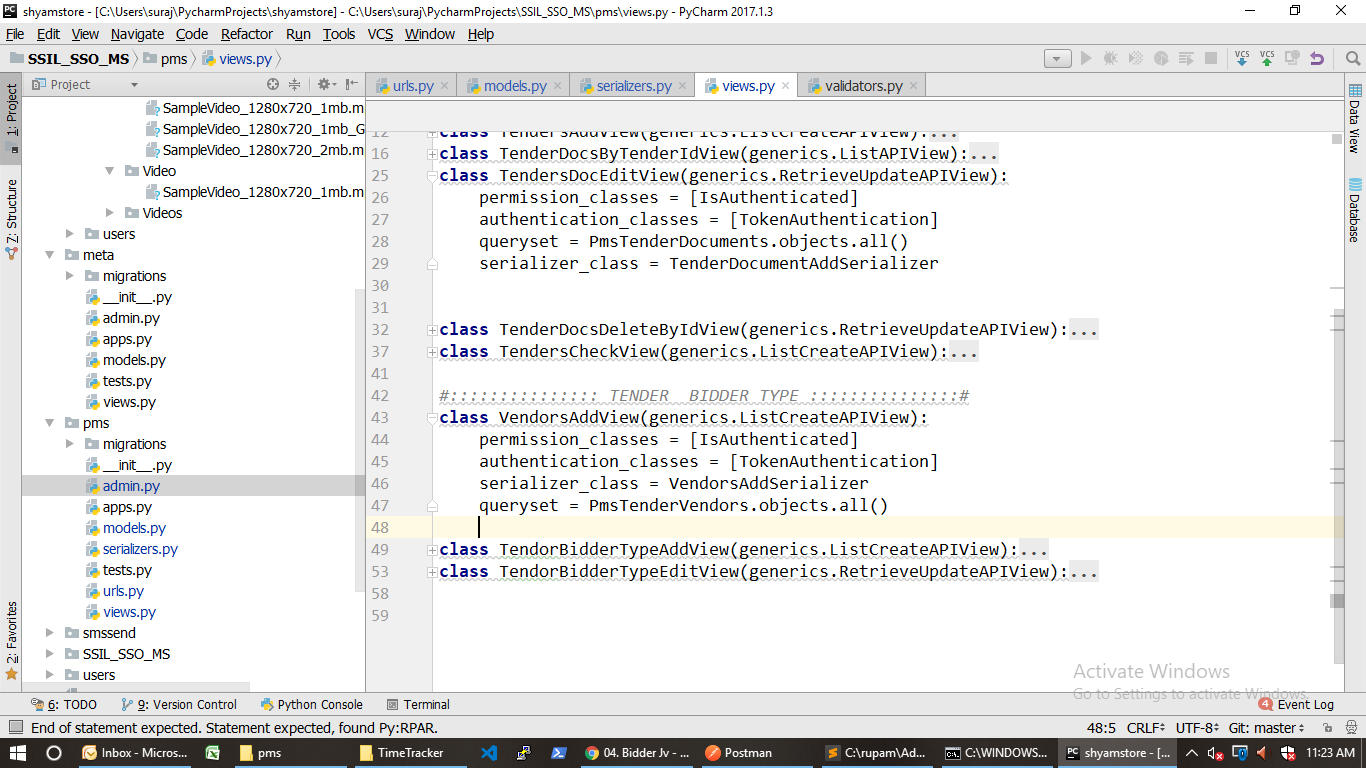 shyamstore - [C:\Users\suraj\PycharmProjects\shyamstore] - C:\Users\suraj\PycharmProjects\SSIL_SSO_MS\pms\views.py - PyCharm 2017.1.3
File Edit View Navigate Code Refactor Run Tools VCS Window Help
SSIL_SSO_MS pms views.py
VCS VCS
Project
urls.py models.py serializers.py views.py validators.py
1: Project
Z: Structure
2: Favorites
SampleVideo_1280x720_1mb.m
SampleVideo_1280x720_1mb_G
SampleVideo_1280x720_2mb.m
Video
SampleVideo_1280x720_1mb.m
Videos
users
meta
migrations
__init__.py
admin.py
apps.py
models.py
tests.py
views.py
pms
migrations
__init__.py
admin.py
apps.py
models.py
serializers.py
tests.py
urls.py
views.py
smssend
SSIL_SSO_MS
users
12 class TendersAddView(generics.ListCreateAPIView):...
16 class TenderDocsByTenderIdView(generics.ListAPIView):...
25 class TendersDocEditView(generics.RetrieveUpdateAPIView):
26 permission_classes = [IsAuthenticated]
27 authentication_classes = [TokenAuthentication]
28 queryset = PmsTenderDocuments.objects.all()
29 serializer_class = TenderDocumentAddSerializer
30
31
32 class TenderDocsDeleteByIdView(generics.RetrieveUpdateAPIView):...
37 class TendersCheckView(generics.ListCreateAPIView):...
41
42 #::::::::::::::: TENDER  BIDDER TYPE :::::::::::::::#
43 class VendorsAddView(generics.ListCreateAPIView):
44 permission_classes = [IsAuthenticated]
45 authentication_classes = [TokenAuthentication]
46 serializer_class = VendorsAddSerializer
47 queryset = PmsTenderVendors.objects.all()
48
49 class TendorBidderTypeAddView(generics.ListCreateAPIView):...
53 class TendorBidderTypeEditView(generics.RetrieveUpdateAPIView):...
58
59
Data View
Database
Activate Windows
Go to Settings to activate Windows.
6: TODO 9: Version Control Python Console Terminal 4 Event Log
End of statement expected. Statement expected, found Py:RPAR. 48:5 CRLF UTF-8 Git: master
Inbox - Micros... pms TimeTracker 04. Bidder Jv - ... Postman C:\rupam\Ad... C:\WINDOWS... shyamstore - [... 11:23 AM